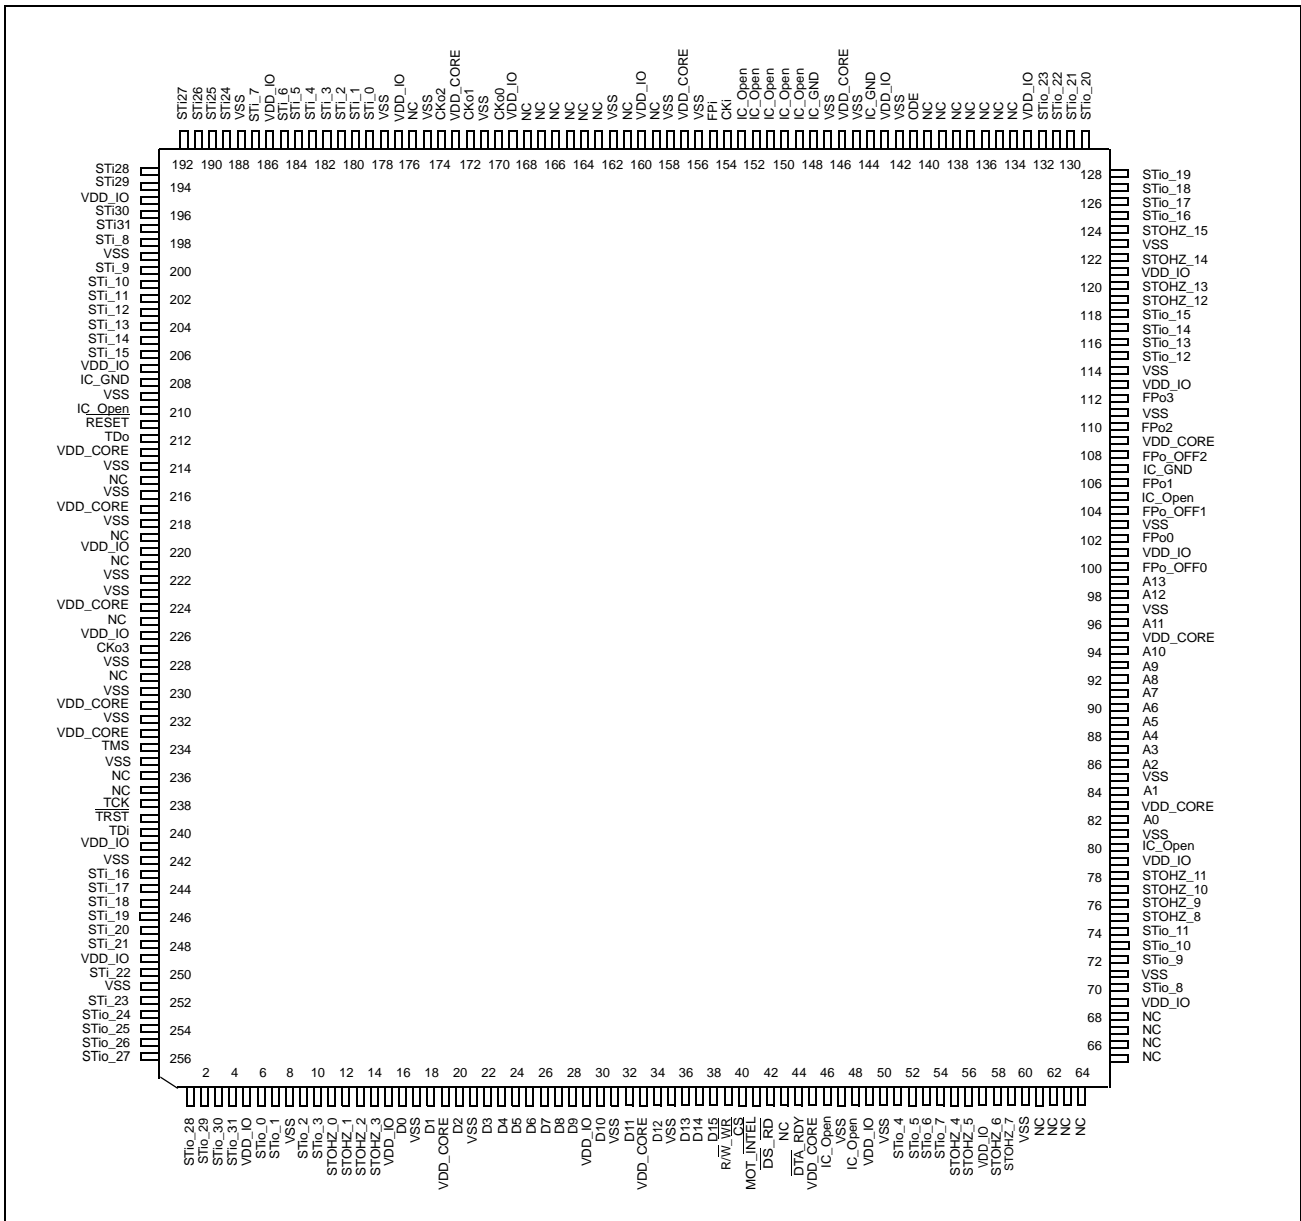 STi27
STi26
STi25
STi24
VSS
STi_7
VDD_IO
STi_6
STi_5
STi_4
STi_3
STi_2
STi_1
STi_0
VSS
VDD_IO
NC
VSS
CKo2
VDD_CORE
CKo1
VSS
CKo0
VDD_IO
NC
NC
NC
NC
NC
NC
VSS
NC
VDD_IO
NC
VSS
VDD_CORE
VSS
FPi
CKi
IC_Open
IC_Open
IC_Open
IC_Open
IC_Open
IC_GND
VSS
VDD_CORE
VSS
IC_GND
VDD_IO
VSS
ODE
NC
NC
NC
NC
NC
NC
NC
VDD_IO
STio_23
STio_22
STio_21
STio_20
192 190 188 186 184 182 180 178 176 174 172 170 168 166 164 162 160 158 156 154 152 150 148 146 144 142 140 138 136 134 132 130
STi28
STi29 194
VDD_IO
STi30 196
STi31
STi_8 198
VSS
STi_9 200
STi_10
STi_11 202
STi_12
STi_13 204
STi_14
STi_15 206
VDD_IO
IC_GND 208
VSS
IC_Open 210
RESET
TDo 212
VDD_CORE
VSS 214
NC
VSS 216
VDD_CORE
VSS 218
NC
VDD_IO 220
NC
VSS 222
VSS
VDD_CORE 224
NC
VDD_IO 226
CKo3
VSS 228
NC
VSS 230
VDD_CORE
VSS 232
VDD_CORE
TMS 234
VSS
NC 236
NC
TCK 238
TRST
TDi 240
VDD_IO
VSS 242
STi_16
STi_17 244
STi_18
STi_19 246
STi_20
STi_21 248
VDD_IO
STi_22 250
VSS
STi_23 252
STio_24
STio_25 254
STio_26
STio_27 256
128 STio_19
STio_18
126 STio_17
STio_16
124 STOHZ_15
VSS
122 STOHZ_14
VDD_IO
120 STOHZ_13
STOHZ_12
118 STio_15
STio_14
116 STio_13
STio_12
114 VSS
VDD_IO
112 FPo3
VSS
110 FPo2
VDD_CORE
108 FPo_OFF2
IC_GND
106 FPo1
IC_Open
104 FPo_OFF1
VSS
102 FPo0
VDD_IO
100 FPo_OFF0
A13
98 A12
VSS
96 A11
VDD_CORE
94 A10
A9
92 A8
A7
90 A6
A5
88 A4
A3
86 A2
VSS
84 A1
VDD_CORE
82 A0
VSS
80 IC_Open
VDD_IO
78 STOHZ_11
STOHZ_10
76 STOHZ_9
STOHZ_8
74 STio_11
STio_10
72 STio_9
VSS
70 STio_8
VDD_IO
68 NC
NC
66 NC
NC
2 4 6 8 10 12 14 16 18 20 22 24 26 28 30 32 34 36 38 40 42 44 46 48 50 52 54 56 58 60 62 64
STio_28
STio_29
STio_30
STio_31
VDD_IO
STio_0
STio_1
VSS
STio_2
STio_3
STOHZ_0
STOHZ_1
STOHZ_2
STOHZ_3
VDD_IO
D0
VSS
D1
VDD_CORE
D2
VSS
D3
D4
D5
D6
D7
D8
D9
VDD_IO
D10
VSS
D11
VDD_CORE
D12
VSS
D13
D14
D15
R/W_WR
CS
MOT_INTEL
DS_RD
NC
DTA_RDY
VDD_CORE
IC_Open
VSS
IC_Open
VDD_IO
VSS
STio_4
STio_5
STio_6
STio_7
STOHZ_4
STOHZ_5
VDD_IO
STOHZ_6
STOHZ_7
VSS
NC
NC
NC
NC